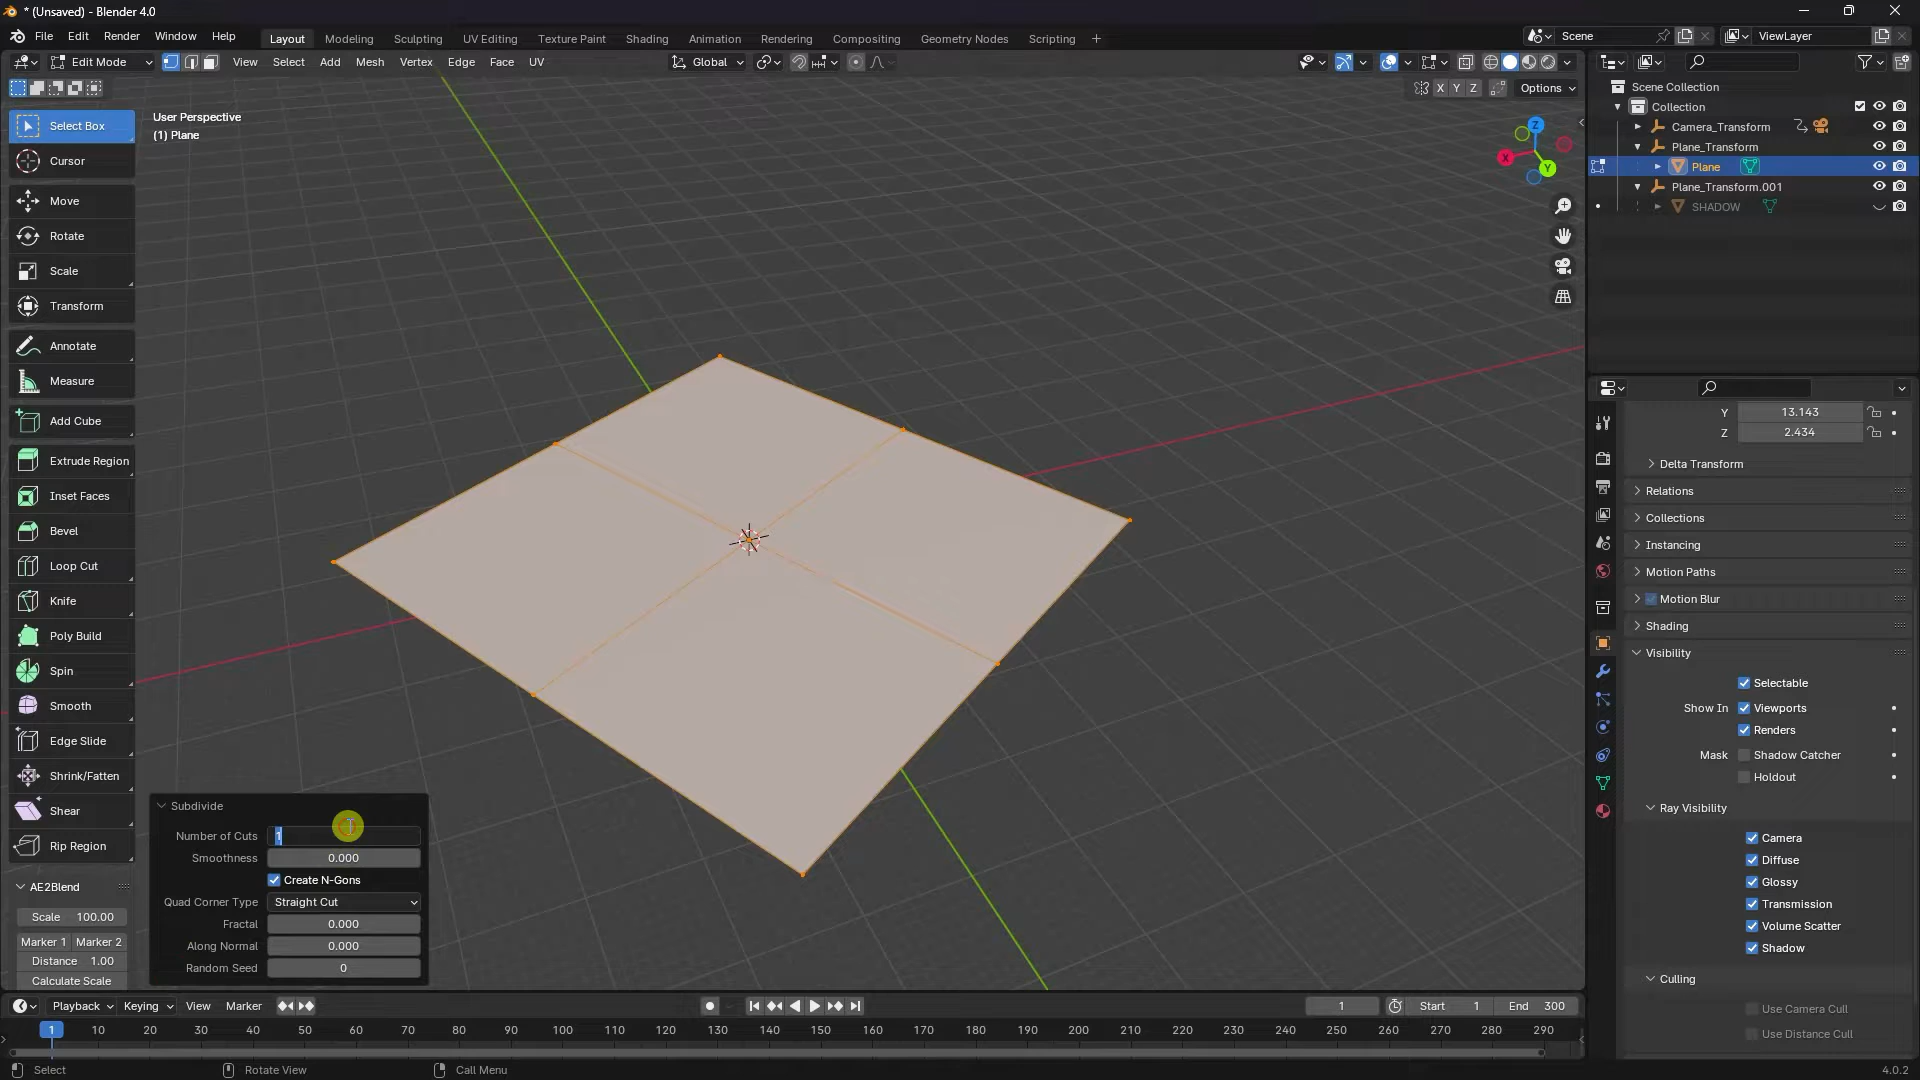 * (Unsaved) - Blender 4.0
File Edit Render Window Help
Layout Modeling Sculpting UV Editing Texture Paint Shading Animation Rendering Compositing Geometry Nodes Scripting +
Scene
ViewLayer
Edit Mode
View Select Add Mesh Vertex Edge Face UV
Global
X Y Z
Options
Select Box
Cursor
Move
Rotate
Scale
Transform
Annotate
Measure
Add Cube
Extrude Region
Inset Faces
Bevel
Loop Cut
Knife
Poly Build
Spin
Smooth
Edge Slide
Shrink/Fatten
Shear
Rip Region
AE2Blend
Scale 100.00
Marker 1 Marker 2
Distance 1.00
Calculate Scale
User Perspective
(1) Plane
Z
X
Y
Subdivide
Number of Cuts 1
Smoothness 0.000
Create N-Gons
Quad Corner Type Straight Cut
Fractal 0.000
Along Normal 0.000
Random Seed 0
Scene Collection
Collection
Camera_Transform
Plane_Transform
Plane
Plane_Transform.001
SHADOW
Y 13.143
Z 2.434
Delta Transform
Relations
Collections
Instancing
Motion Paths
Motion Blur
Shading
Visibility
Selectable
Show In Viewports
Renders
Mask Shadow Catcher
Holdout
Ray Visibility
Camera
Diffuse
Glossy
Transmission
Volume Scatter
Shadow
Culling
Use Camera Cull
Use Distance Cull
Playback Keying View Marker
1 Start 1 End 300
1 10 20 30 40 50 60 70 80 90 100 110 120 130 140 150 160 170 180 190 200 210 220 230 240 250 260 270 280 290
Select Rotate View Call Menu 4.0.2